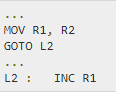 ...
MOV R1, R2
GOTO L2
...
L2 :   INC R1